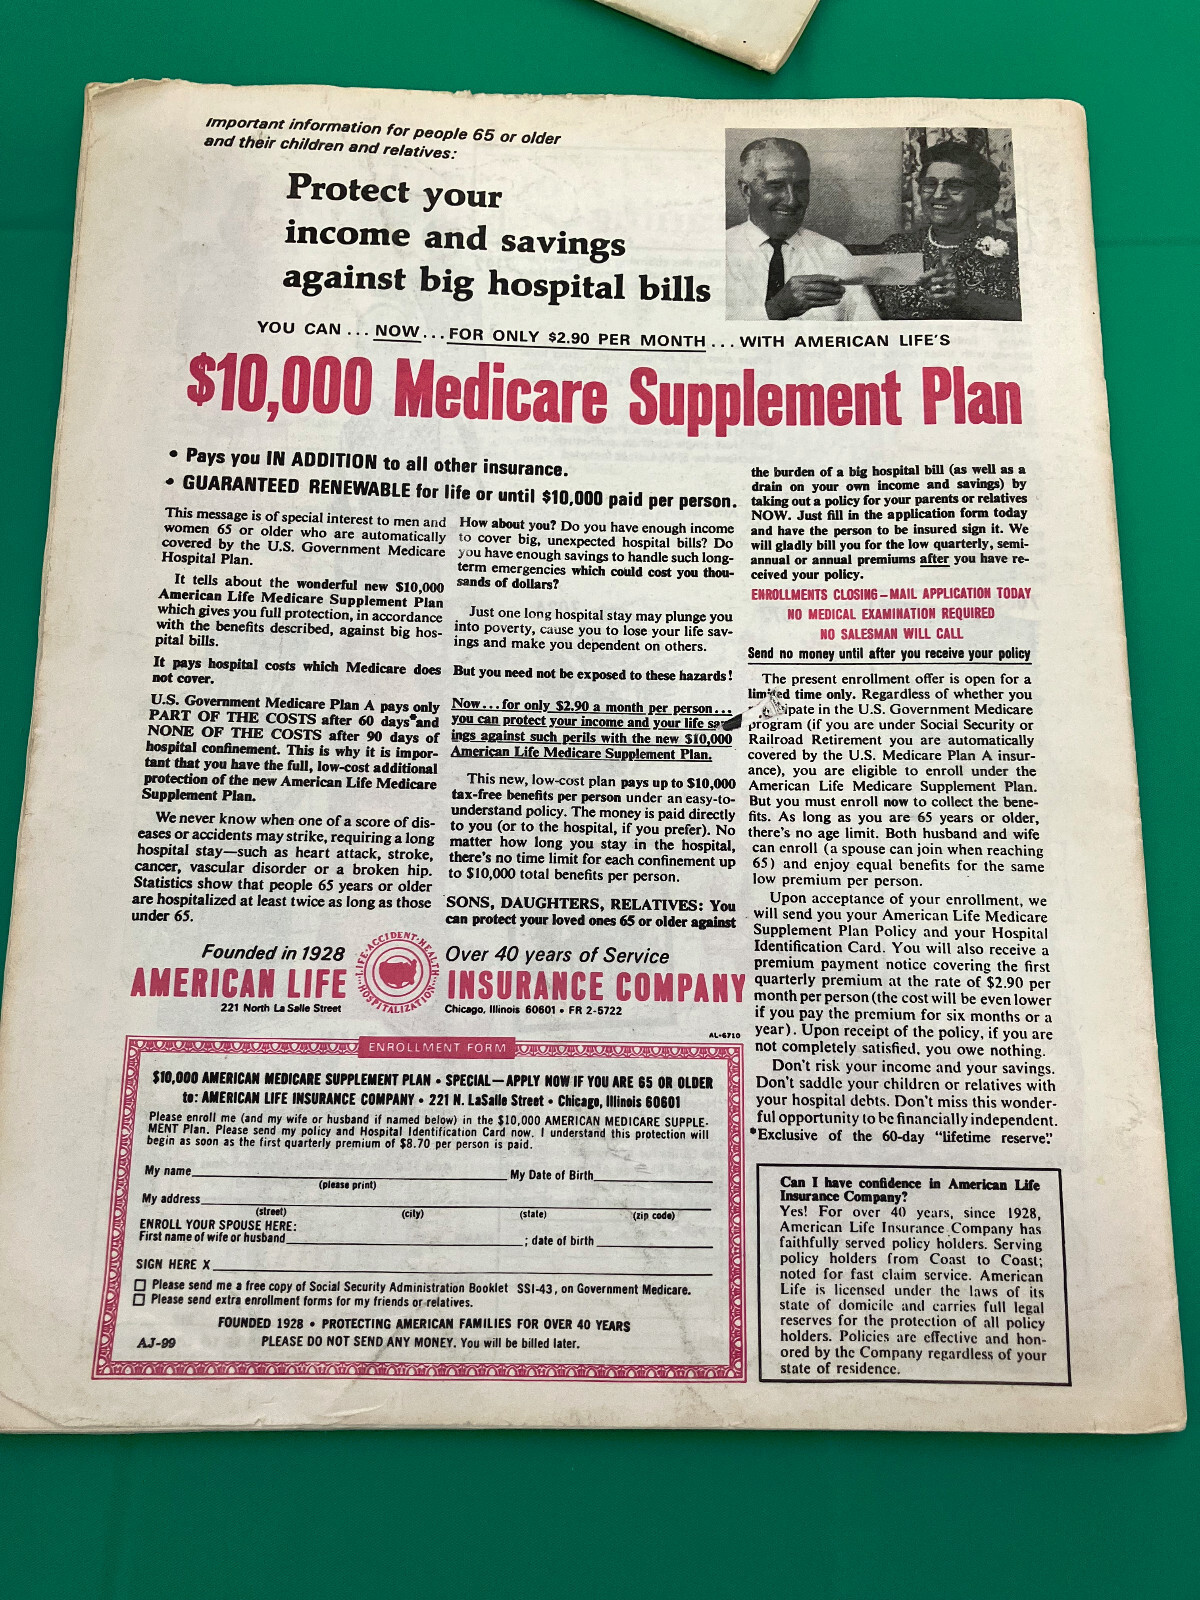 Important information for people 65 or older
and their children and relatives:
Protect your
income and savings
against big hospital bills
YOU CAN ... NOW ... FOR ONLY $2.90 PER MONTH ... WITH AMERICAN LIFE'S
$10,000 Medicare Supplement Plan
• Pays you IN ADDITION to all other insurance.
• GUARANTEED RENEWABLE for life or until $10,000 paid per person.
This message is of special interest to men and
women 65 or older who are automatically
covered by the U.S. Government Medicare
Hospital Plan.
It tells about the wonderful new $10,000
American Life Medicare Supplement Plan
which gives you full protection, in accordance
with the benefits described, against big hos-
pital bills.
It pays hospital costs which Medicare does
not cover.
U.S. Government Medicare Plan A pays only
PART OF THE COSTS after 60 days*and
NONE OF THE COSTS after 90 days of
hospital confinement. This is why it is impor-
tant that you have the full, low-cost additional
protection of the new American Life Medicare
Supplement Plan.
We never know when one of a score of dis-
eases or accidents may strike, requiring a long
hospital stay—such as heart attack, stroke,
cancer, vascular disorder or a broken hip.
Statistics show that people 65 years or older
are hospitalized at least twice as long as those
under 65.
How about you? Do you have enough income
to cover big, unexpected hospital bills? Do
you have enough savings to handle such long-
term emergencies which could cost you thou-
sands of dollars?
Just one long hospital stay may plunge you
into poverty, cause you to lose your life sav-
ings and make you dependent on others.
But you need not be exposed to these hazards!
Now...for only $2.90 a month per person...
you can protect your income and your life sav-
ings against such perils with the new $10,000
American Life Medicare Supplement Plan.
This new, low-cost plan pays up to $10,000
tax-free benefits per person under an easy-to-
understand policy. The money is paid directly
to you (or to the hospital, if you prefer). No
matter how long you stay in the hospital,
there's no time limit for each confinement up
to $10,000 total benefits per person.
SONS, DAUGHTERS, RELATIVES: You
can protect your loved ones 65 or older against
the burden of a big hospital bill (as well as a
drain on your own income and savings) by
taking out a policy for your parents or relatives
NOW. Just fill in the application form today
and have the person to be insured sign it. We
will gladly bill you for the low quarterly, semi-
annual or annual premiums after you have re-
ceived your policy.
ENROLLMENTS CLOSING—MAIL APPLICATION TODAY
NO MEDICAL EXAMINATION REQUIRED
NO SALESMAN WILL CALL
Send no money until after you receive your policy
The present enrollment offer is open for a
limited time only. Regardless of whether you
ipate in the U.S. Government Medicare
program (if you are under Social Security or
Railroad Retirement you are automatically
covered by the U.S. Medicare Plan A insur-
ance), you are eligible to enroll under the
American Life Medicare Supplement Plan.
But you must enroll now to collect the bene-
fits. As long as you are 65 years or older,
there's no age limit. Both husband and wife
can enroll (a spouse can join when reaching
65) and enjoy equal benefits for the same
low premium per person.
Upon acceptance of your enrollment, we
will send you your American Life Medicare
Supplement Plan Policy and your Hospital
Identification Card. You will also receive a
premium payment notice covering the first
quarterly premium at the rate of $2.90 per
month per person (the cost will be even lower
if you pay the premium for six months or a
year). Upon receipt of the policy, if you are
not completely satisfied, you owe nothing.
Don't risk your income and your savings.
Don't saddle your children or relatives with
your hospital debts. Don't miss this wonder-
ful opportunity to be financially independent.
*Exclusive of the 60-day "lifetime reserve."
Founded in 1928
LIFE·ACCIDENT·HEALTH
HOSPITALIZATION
Over 40 years of Service
AMERICAN LIFE INSURANCE COMPANY
221 North La Salle Street
Chicago, Illinois 60601 • FR 2-5722
AL-6710
ENROLLMENT FORM
$10,000 AMERICAN MEDICARE SUPPLEMENT PLAN • SPECIAL—APPLY NOW IF YOU ARE 65 OR OLDER
to: AMERICAN LIFE INSURANCE COMPANY • 221 N. LaSalle Street • Chicago, Illinois 60601
Please enroll me (and my wife or husband if named below) in the $10,000 AMERICAN MEDICARE SUPPLE-
MENT Plan. Please send my policy and Hospital Identification Card now. I understand this protection will
begin as soon as the first quarterly premium of $8.70 per person is paid.
My name My Date of Birth
(please print)
My address
(street) (city) (state) (zip code)
ENROLL YOUR SPOUSE HERE:
First name of wife or husband ; date of birth
SIGN HERE X
Please send me a free copy of Social Security Administration Booklet SSI-43, on Government Medicare.
Please send extra enrollment forms for my friends or relatives.
FOUNDED 1928 • PROTECTING AMERICAN FAMILIES FOR OVER 40 YEARS
AJ-99 PLEASE DO NOT SEND ANY MONEY. You will be billed later.
Can I have confidence in American Life
Insurance Company?
Yes! For over 40 years, since 1928,
American Life Insurance Company has
faithfully served policy holders. Serving
policy holders from Coast to Coast;
noted for fast claim service. American
Life is licensed under the laws of its
state of domicile and carries full legal
reserves for the protection of all policy
holders. Policies are effective and hon-
ored by the Company regardless of your
state of residence.